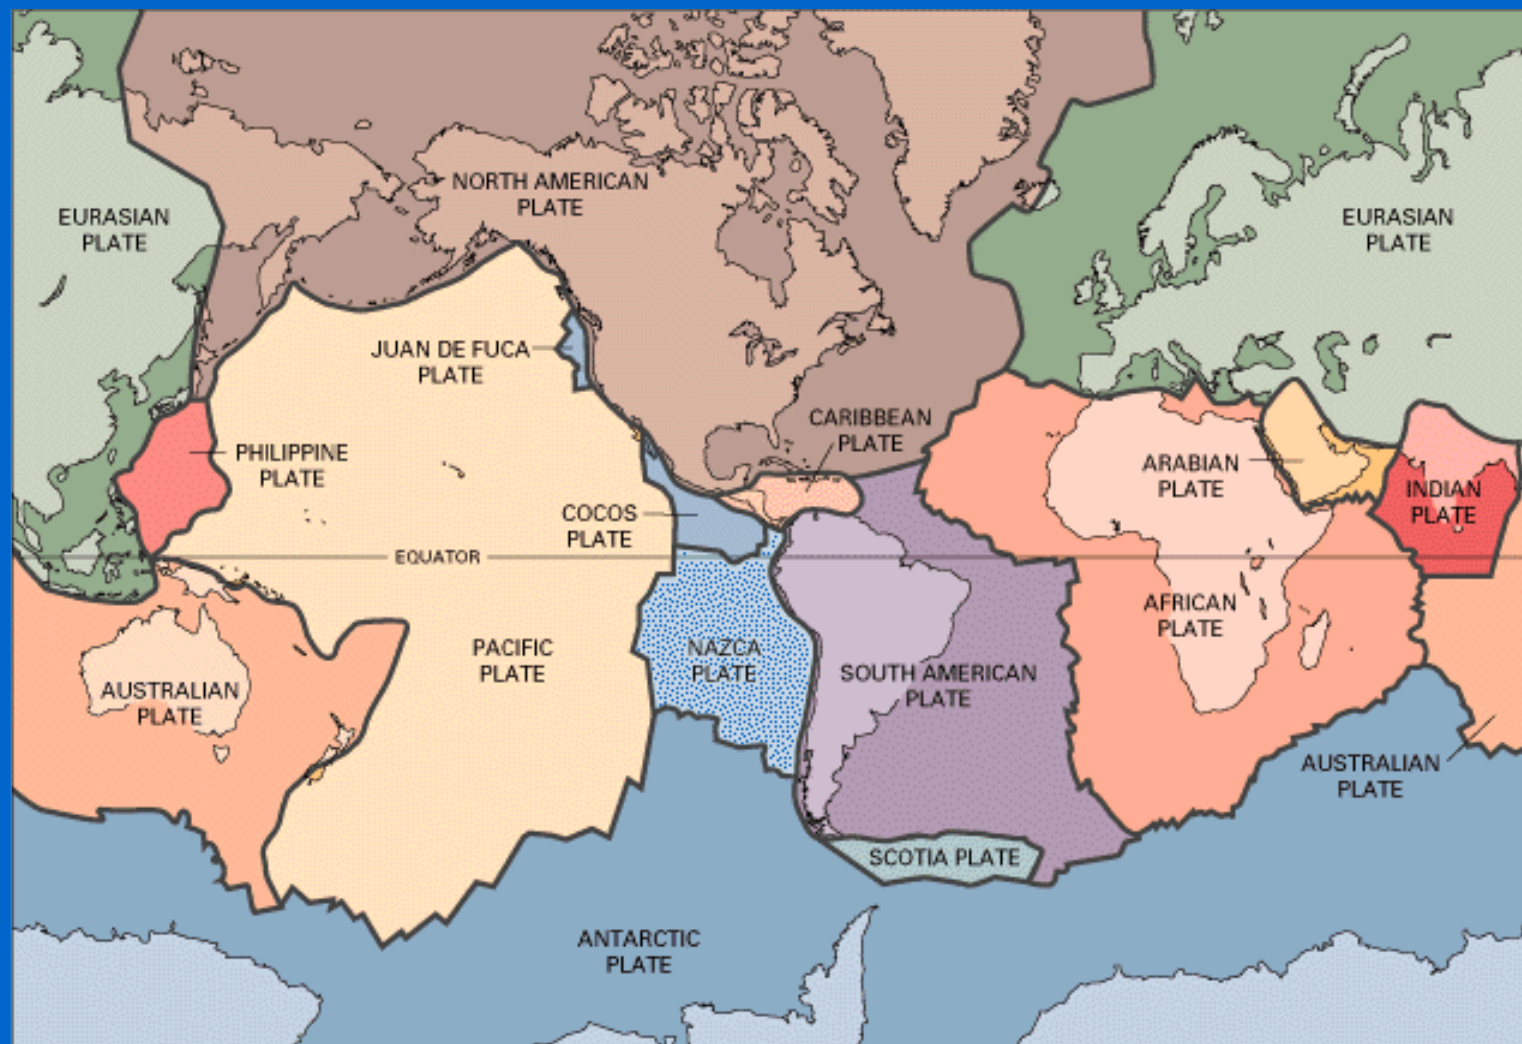 NORTH AMERICAN
PLATE
EURASIAN
PLATE
EURASIAN
PLATE
JUAN DE FUCA
PLATE
CARIBBEAN
PLATE
PHILIPPINE
PLATE
ARABIAN
PLATE
INDIAN
PLATE
COCOS
PLATE
EQUATOR
AFRICAN
PLATE
PACIFIC
PLATE
NAZCA
PLATE
SOUTH AMERICAN
PLATE
AUSTRALIAN
PLATE
AUSTRALIAN
PLATE
SCOTIA PLATE
ANTARCTIC
PLATE